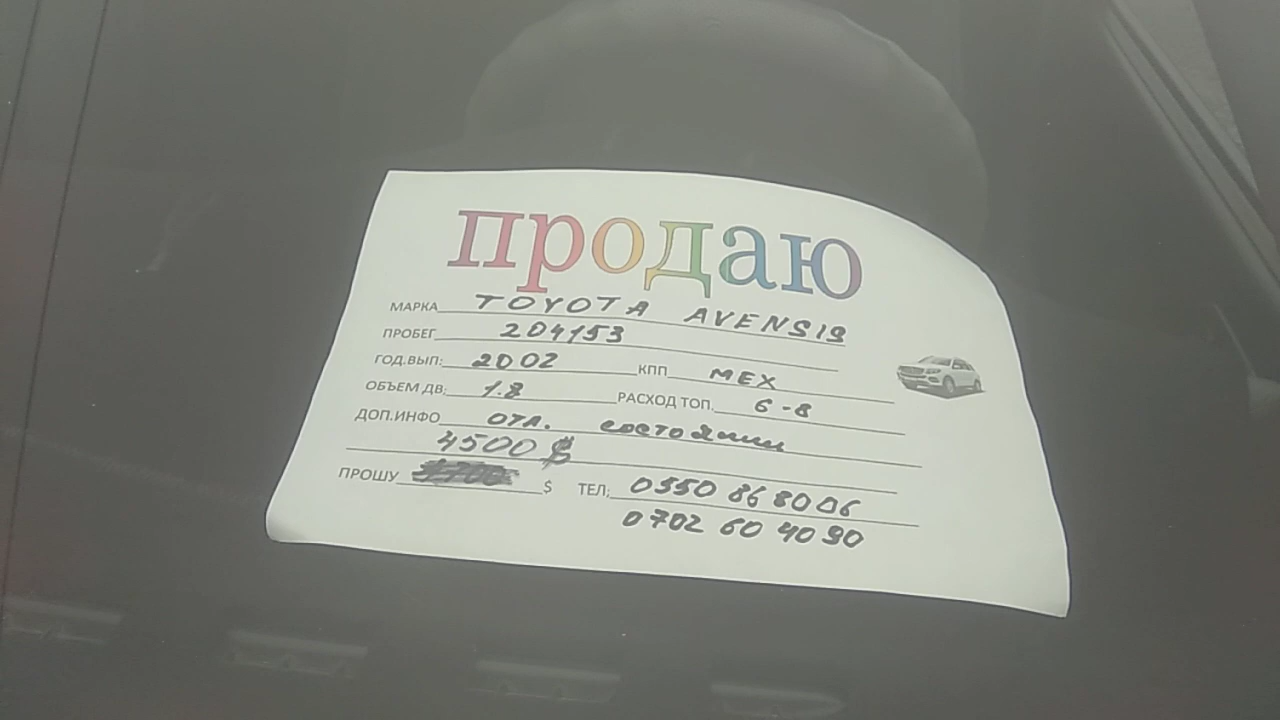 продаю
МАРКА TOYOTA AVENSIS
ПРОБЕГ 204153
ГОД.ВЫП: 2002 КПП МЕХ
ОБЪЕМ ДВ: 1.8 РАСХОД ТОП. 6-8
ДОП.ИНФО ОТЛ. состоянии
4500 $
ПРОШУ $ ТЕЛ: 0550 86 80 06
0702 60 40 90